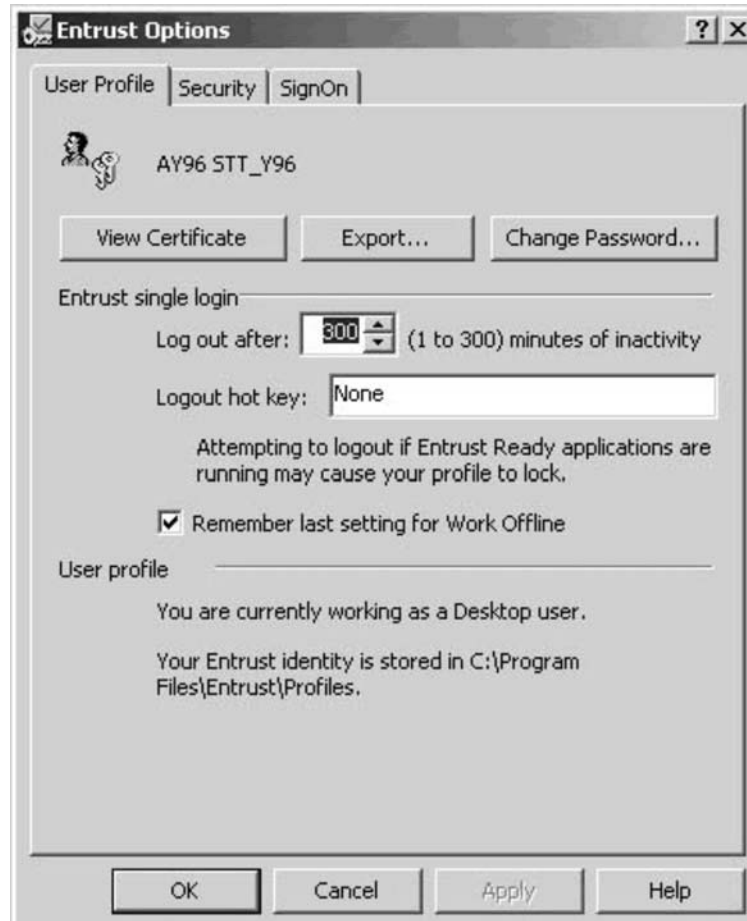 Entrust Options
User Profile Security SignOn
AY96 STT_Y96
View Certificate Export... Change Password...
Entrust single login
Log out after: 300 (1 to 300) minutes of inactivity
Logout hot key: None
Attempting to logout if Entrust Ready applications are
running may cause your profile to lock.
Remember last setting for Work Offline
User profile
You are currently working as a Desktop user.
Your Entrust identity is stored in C:\Program
Files\Entrust\Profiles.
OK Cancel Apply Help